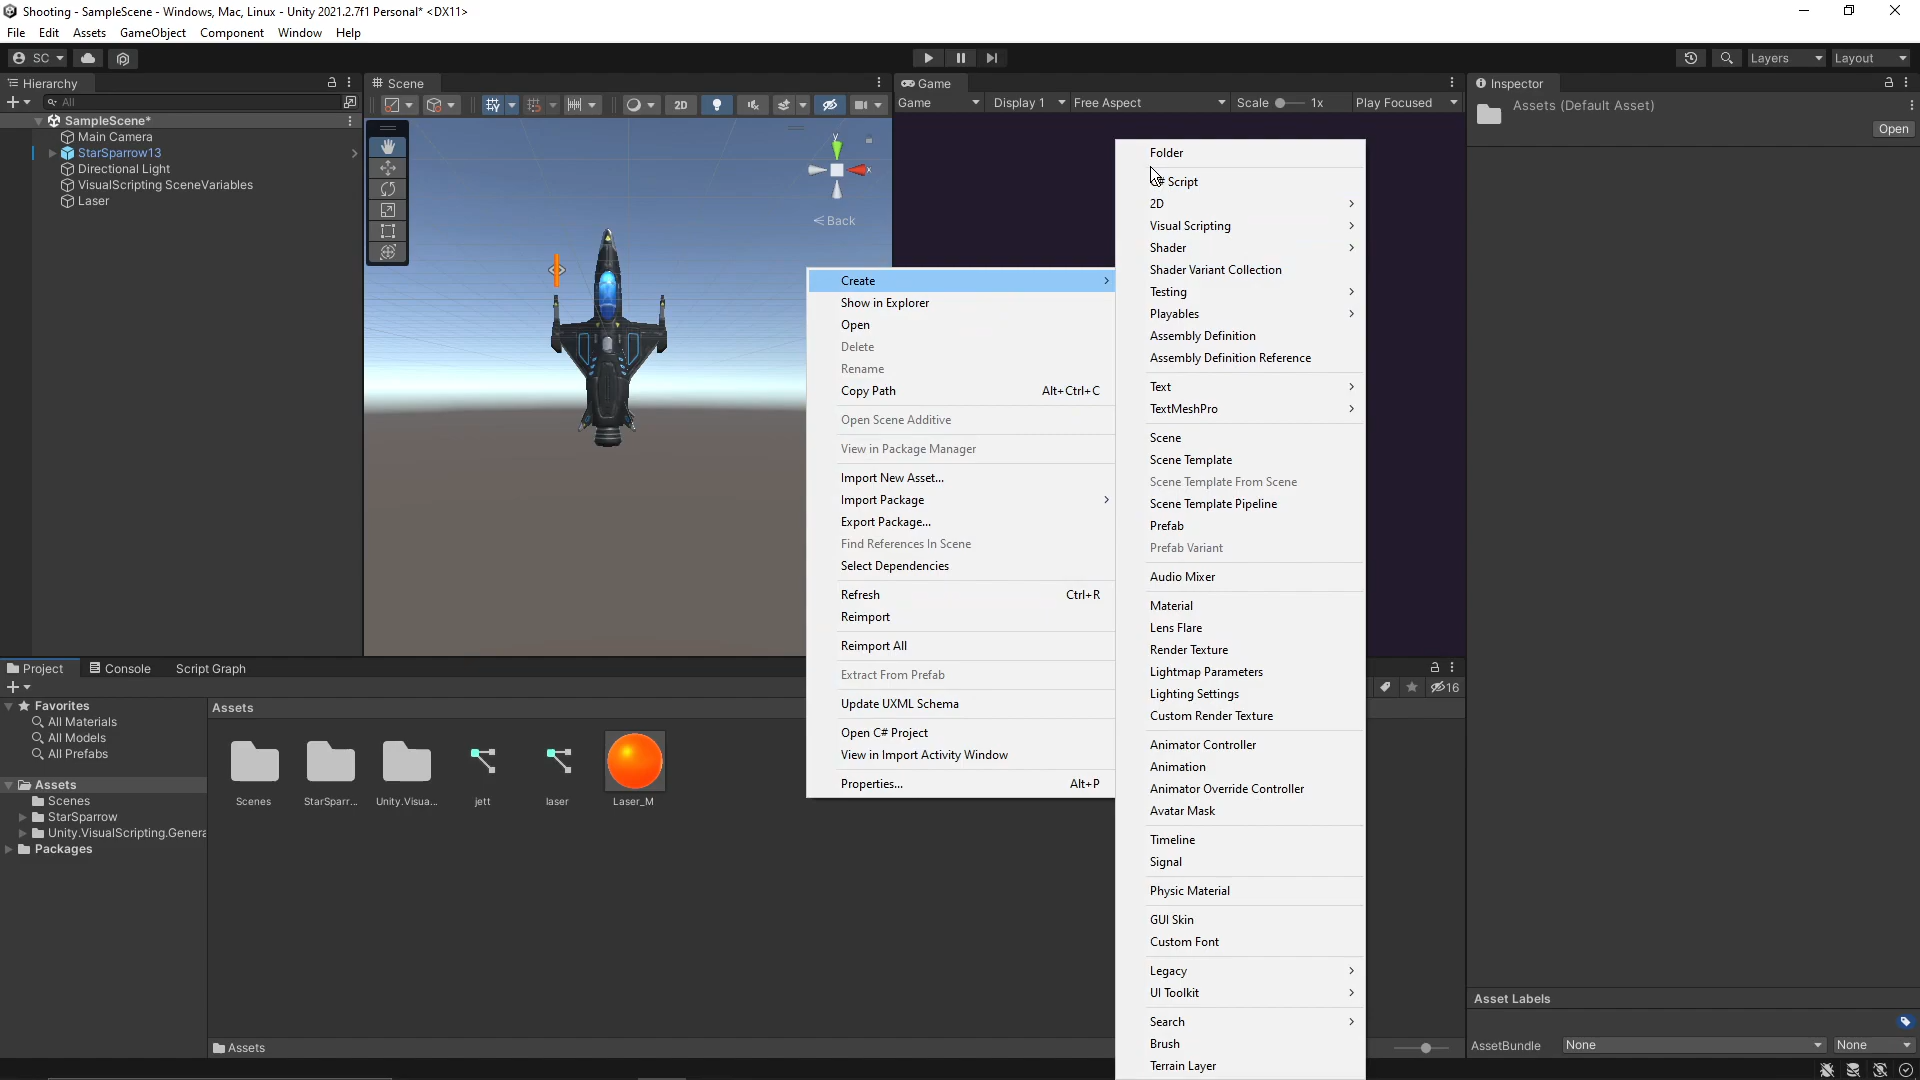 Shooting - SampleScene - Windows, Mac, Linux - Unity 2021.2.7f1 Personal* <DX11>
File Edit Assets GameObject Component Window Help
SC Layers Layout
Hierarchy
All
SampleScene*
Main Camera
StarSparrow13
Directional Light
VisualScripting SceneVariables
Laser
Scene
2D
y
x
Back
Game
Game Display 1 Free Aspect Scale 1x Play Focused
Inspector
Assets (Default Asset)
Open
Create
Show in Explorer
Open
Delete
Rename
Copy Path Alt+Ctrl+C
Open Scene Additive
View in Package Manager
Import New Asset...
Import Package
Export Package...
Find References In Scene
Select Dependencies
Refresh Ctrl+R
Reimport
Reimport All
Extract From Prefab
Update UXML Schema
Open C# Project
View in Import Activity Window
Properties... Alt+P
Folder
C# Script
2D
Visual Scripting
Shader
Shader Variant Collection
Testing
Playables
Assembly Definition
Assembly Definition Reference
Text
TextMeshPro
Scene
Scene Template
Scene Template From Scene
Scene Template Pipeline
Prefab
Prefab Variant
Audio Mixer
Material
Lens Flare
Render Texture
Lightmap Parameters
Lighting Settings
Custom Render Texture
Animator Controller
Animation
Animator Override Controller
Avatar Mask
Timeline
Signal
Physic Material
GUI Skin
Custom Font
Legacy
UI Toolkit
Search
Brush
Terrain Layer
Project Console Script Graph
16
Favorites
All Materials
All Models
All Prefabs
Assets
Scenes
StarSparrow
Unity.VisualScripting.Genera
Packages
Assets
Scenes StarSparr... Unity.Visua... jett laser Laser_M
Assets
Asset Labels
AssetBundle None None